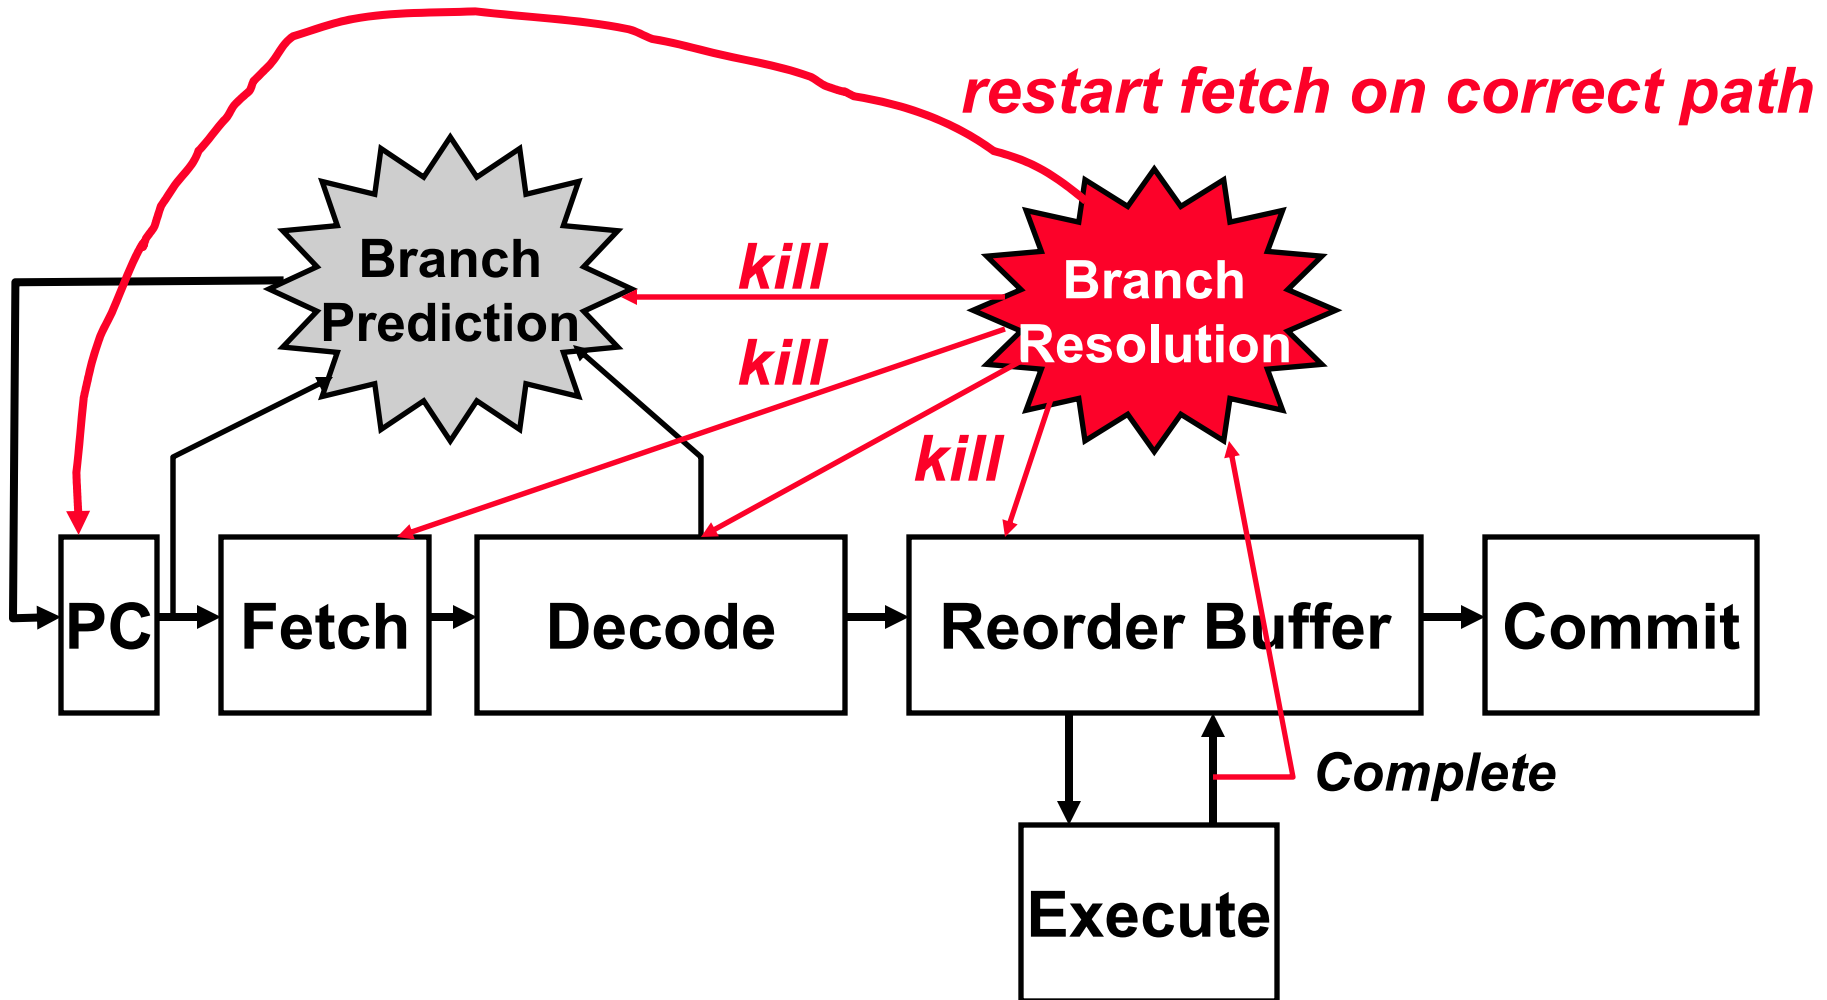 restart fetch on correct path
Branch
Prediction
kill
Branch
Resolution
kill
kill
PC
Fetch
Decode
Reorder Buffer
Commit
Complete
Execute